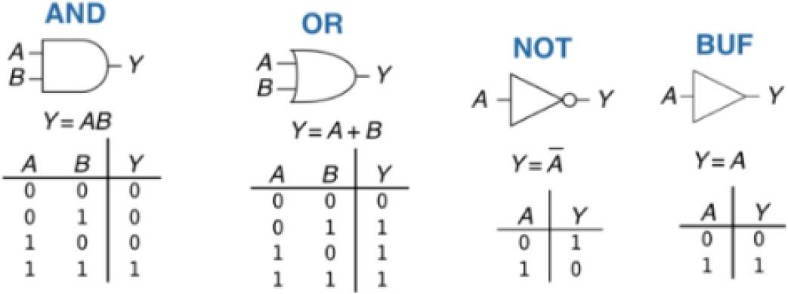 AND
A
B
Y
Y = AB
A B Y
0 0 0
0 1 0
1 0 0
1 1 1
OR
A
B
Y
Y = A + B
A B Y
0 0 0
0 1 1
1 0 1
1 1 1
NOT
A Y
Y = A̅
A Y
0 1
1 0
BUF
A Y
Y = A
A Y
0 0
1 1